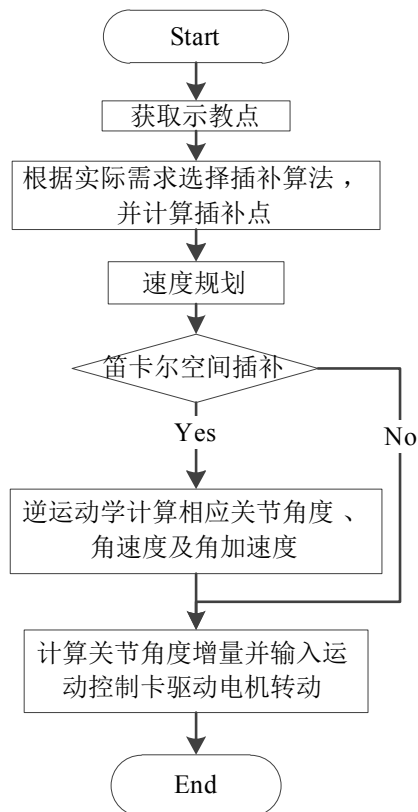 Start
获取示教点
根据实际需求选择插补算法，
并计算插补点
速度规划
笛卡尔空间插补
Yes
No
逆运动学计算相应关节角度、
角速度及角加速度
计算关节角度增量并输入运
动控制卡驱动电机转动
End